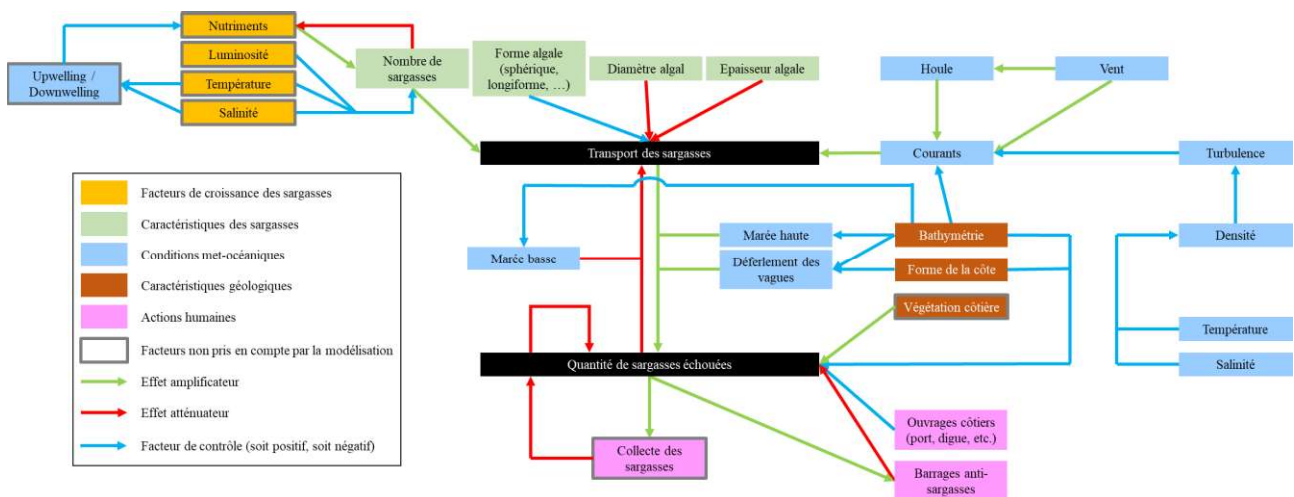 Nutriments
Luminosité
Température
Salinité
Upwelling /
Downwelling
Nombre de
sargasses
Forme algale
(sphérique,
longiforme, …)
Diamètre algal
Epaisseur algale
Houle
Vent
Transport des sargasses
Courants
Turbulence
Facteurs de croissance des sargasses
Caractéristiques des sargasses
Conditions met-océaniques
Caractéristiques géologiques
Actions humaines
Facteurs non pris en compte par la modélisation
Effet amplificateur
Effet atténuateur
Facteur de contrôle (soit positif, soit négatif)
Marée basse
Marée haute
Déferlement des
vagues
Bathymétrie
Forme de la côte
Végétation côtière
Densité
Température
Salinité
Quantité de sargasses échouées
Collecte des
sargasses
Ouvrages côtiers
(port, digue, etc.)
Barrages anti-
sargasses